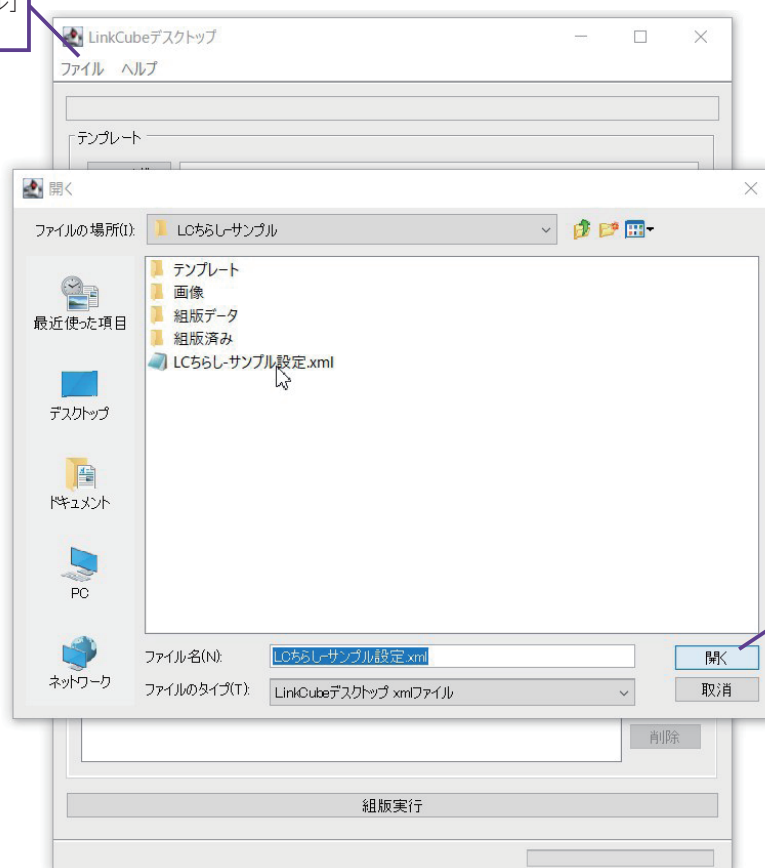 LinkCubeデスクトップ
ファイル ヘルプ
テンプレート
開く
ファイルの場所(I):
LCちらし-サンプル
最近使った項目
デスクトップ
ドキュメント
PC
ネットワーク
テンプレート
画像
組版データ
組版済み
LCちらし-サンプル設定.xml
ファイル名(N):
LCちらし-サンプル設定.xml
開く
ファイルのタイプ(T):
LinkCubeデスクトップ xmlファイル
取消
削除
組版実行